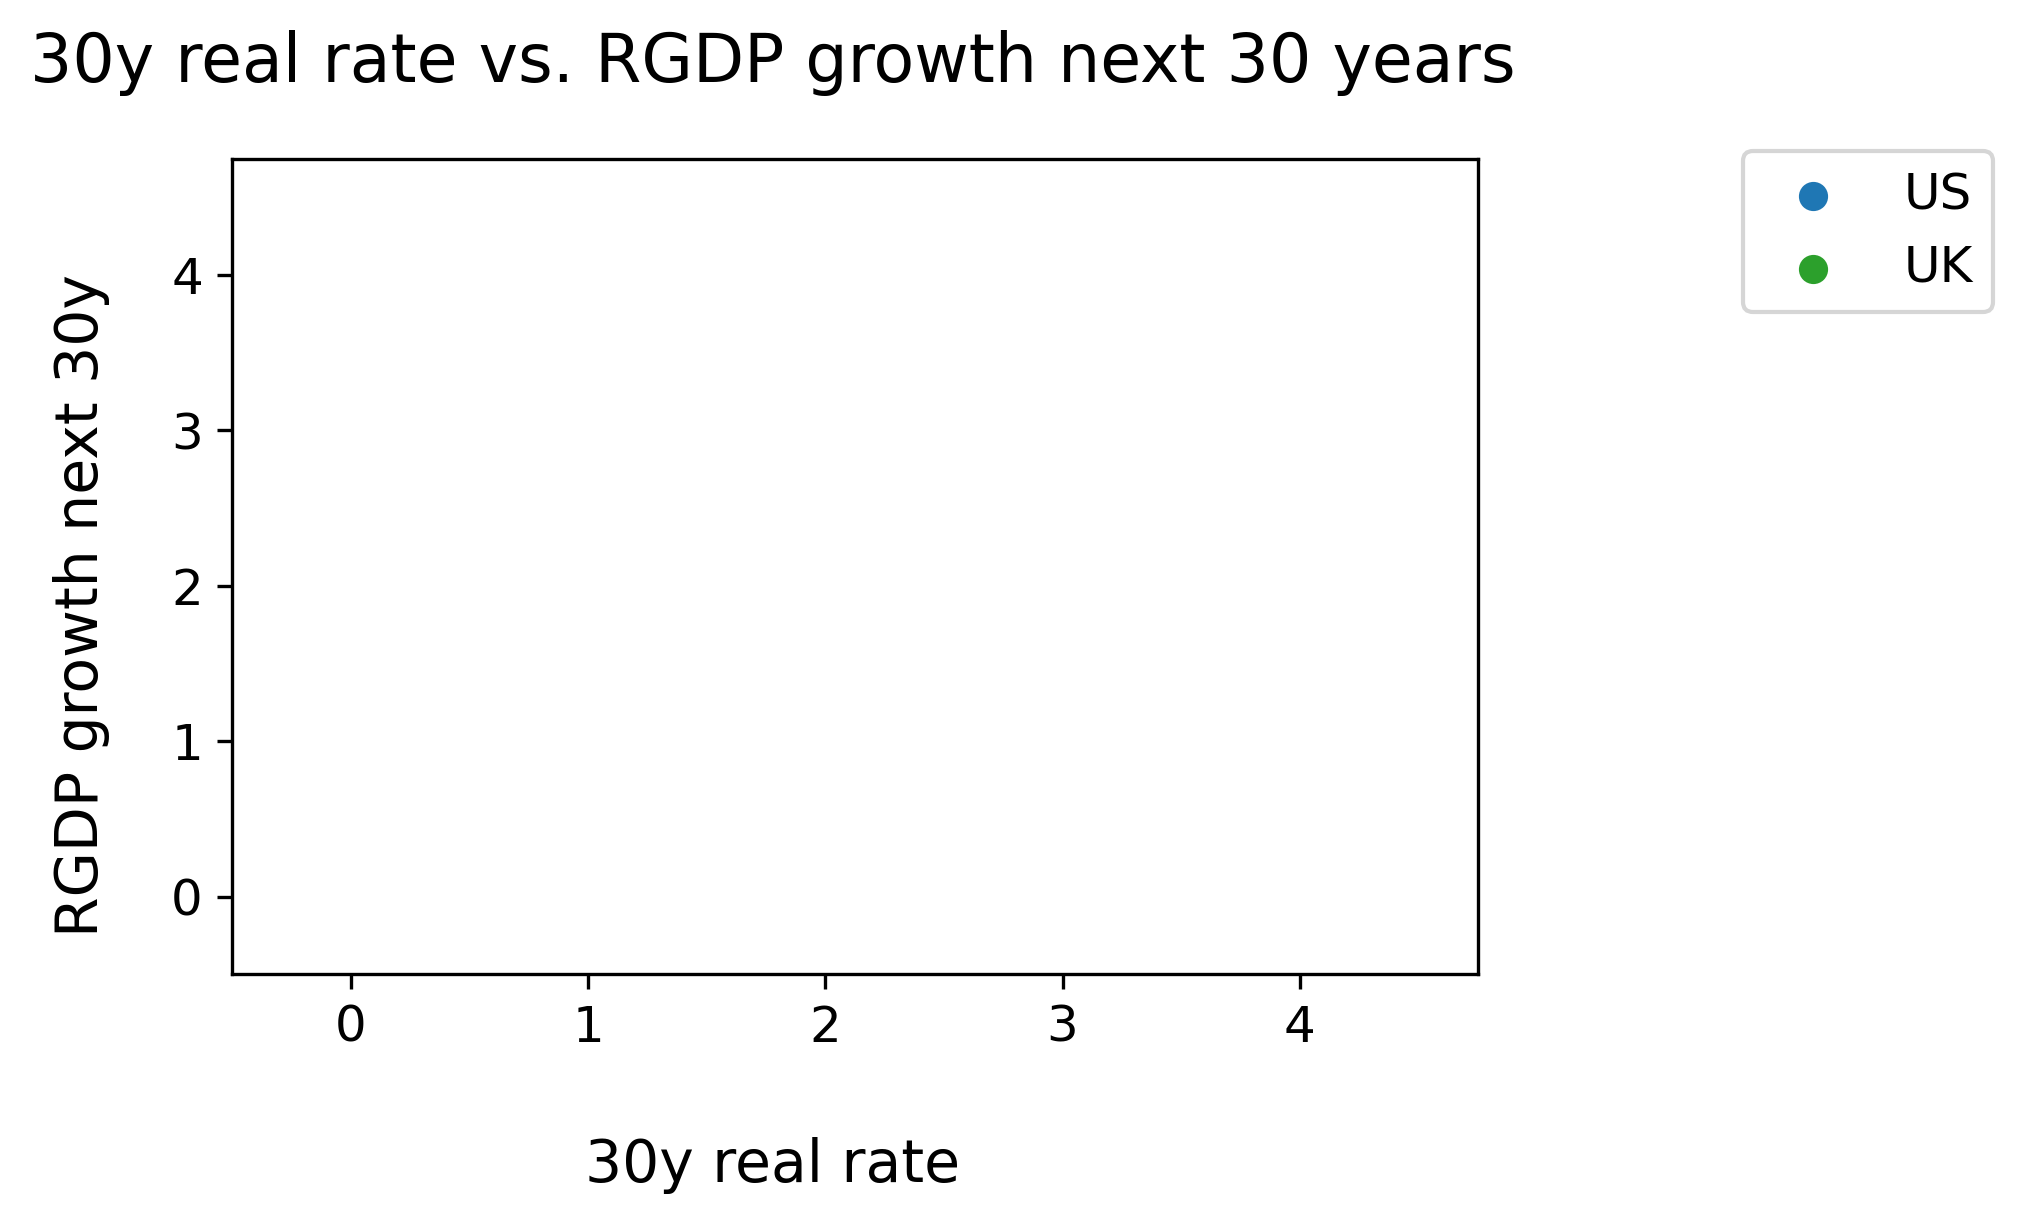 30y real rate vs. RGDP growth next 30 years
US
UK
RGDP growth next 30y
4
3
2
1
0
0 1 2 3 4
30y real rate